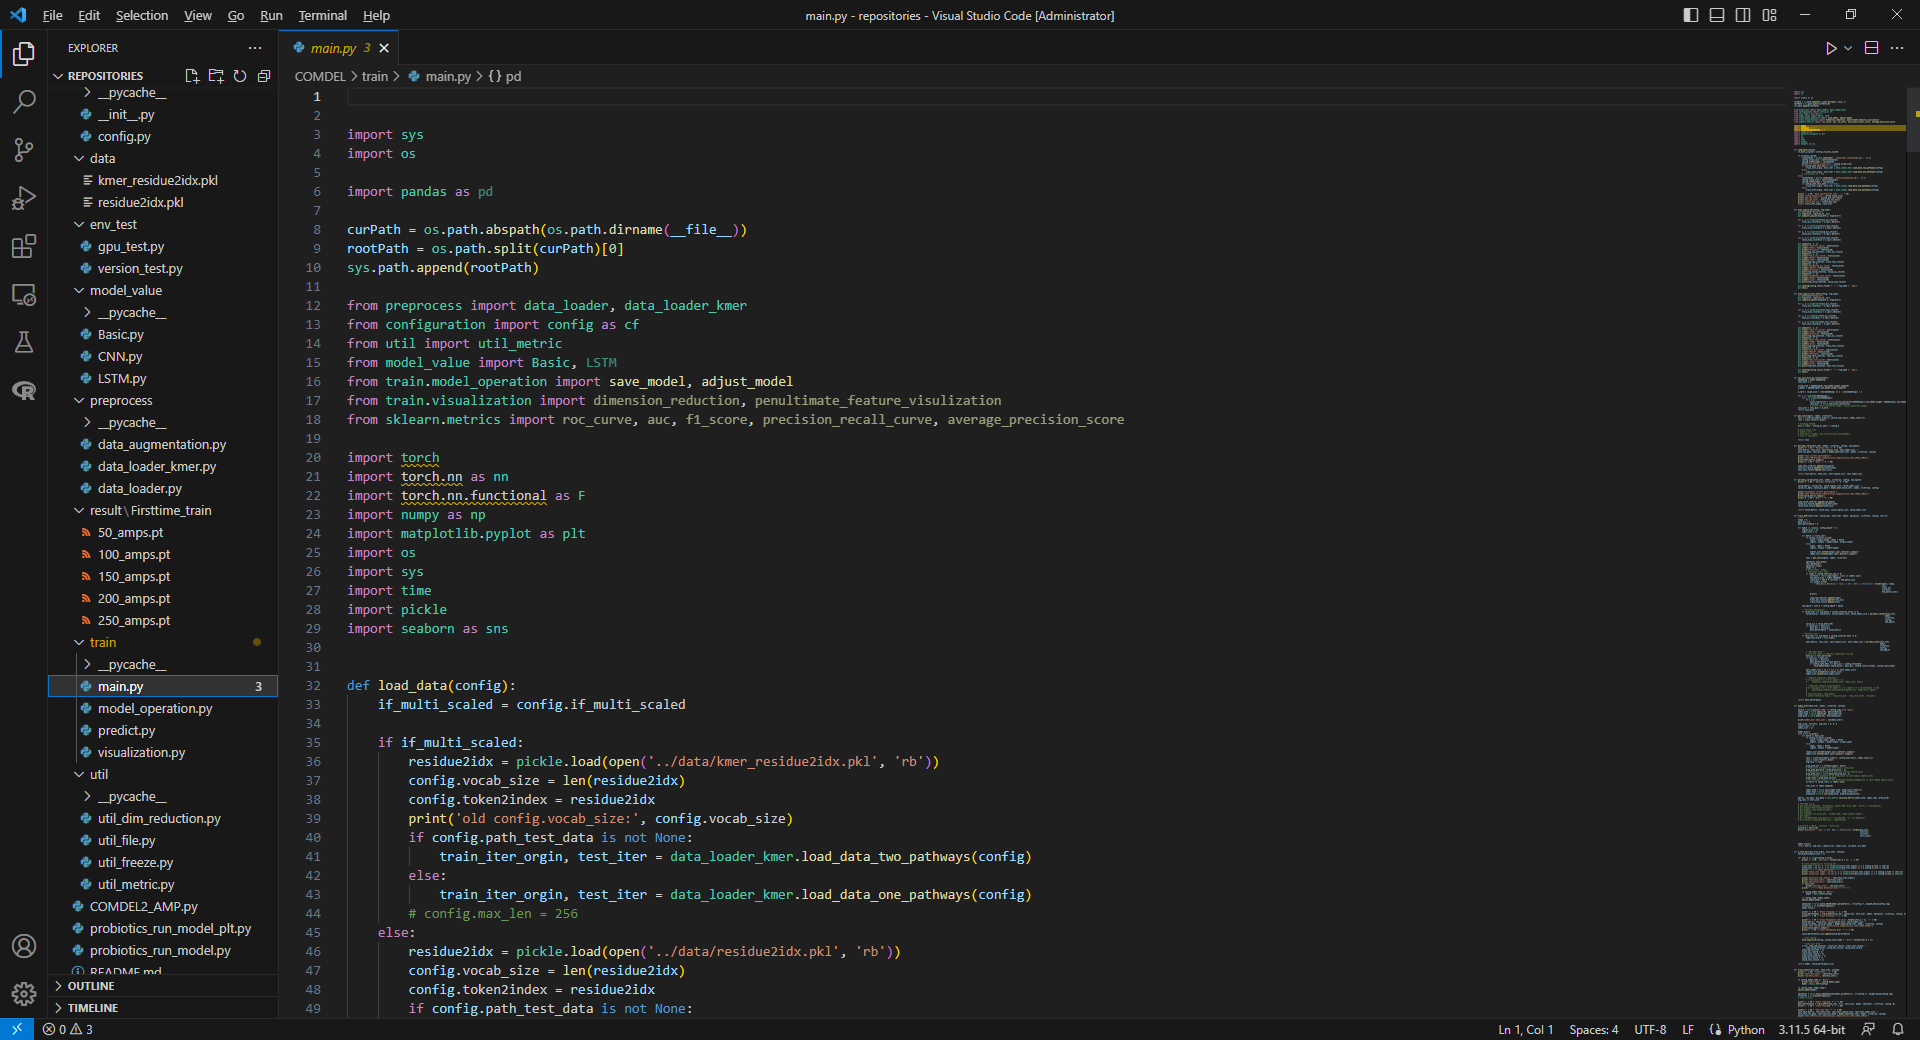 File Edit Selection View Go Run Terminal Help
main.py - repositories - Visual Studio Code [Administrator]
EXPLORER
REPOSITORIES
__pycache__
__init__.py
config.py
data
kmer_residue2idx.pkl
residue2idx.pkl
env_test
gpu_test.py
version_test.py
model_value
__pycache__
Basic.py
CNN.py
LSTM.py
preprocess
__pycache__
data_augmentation.py
data_loader_kmer.py
data_loader.py
result\Firsttime_train
50_amps.pt
100_amps.pt
150_amps.pt
200_amps.pt
250_amps.pt
train
__pycache__
main.py 3
model_operation.py
predict.py
visualization.py
util
__pycache__
util_dim_reduction.py
util_file.py
util_freeze.py
util_metric.py
COMDEL2_AMP.py
probiotics_run_model_plt.py
probiotics_run_model.py
README.md
OUTLINE
TIMELINE
main.py 3
COMDEL > train > main.py > {} pd
1
2
3 import sys
4 import os
5
6 import pandas as pd
7
8 curPath = os.path.abspath(os.path.dirname(__file__))
9 rootPath = os.path.split(curPath)[0]
10 sys.path.append(rootPath)
11
12 from preprocess import data_loader, data_loader_kmer
13 from configuration import config as cf
14 from util import util_metric
15 from model_value import Basic, LSTM
16 from train.model_operation import save_model, adjust_model
17 from train.visualization import dimension_reduction, penultimate_feature_visulization
18 from sklearn.metrics import roc_curve, auc, f1_score, precision_recall_curve, average_precision_score
19
20 import torch
21 import torch.nn as nn
22 import torch.nn.functional as F
23 import numpy as np
24 import matplotlib.pyplot as plt
25 import os
26 import sys
27 import time
28 import pickle
29 import seaborn as sns
30
31
32 def load_data(config):
33 if_multi_scaled = config.if_multi_scaled
34
35 if if_multi_scaled:
36 residue2idx = pickle.load(open('../data/kmer_residue2idx.pkl', 'rb'))
37 config.vocab_size = len(residue2idx)
38 config.token2index = residue2idx
39 print('old config.vocab_size:', config.vocab_size)
40 if config.path_test_data is not None:
41 train_iter_orgin, test_iter = data_loader_kmer.load_data_two_pathways(config)
42 else:
43 train_iter_orgin, test_iter = data_loader_kmer.load_data_one_pathways(config)
44 # config.max_len = 256
45 else:
46 residue2idx = pickle.load(open('../data/residue2idx.pkl', 'rb'))
47 config.vocab_size = len(residue2idx)
48 config.token2index = residue2idx
49 if config.path_test_data is not None:
0 3
Ln 1, Col 1 Spaces: 4 UTF-8 LF Python 3.11.5 64-bit